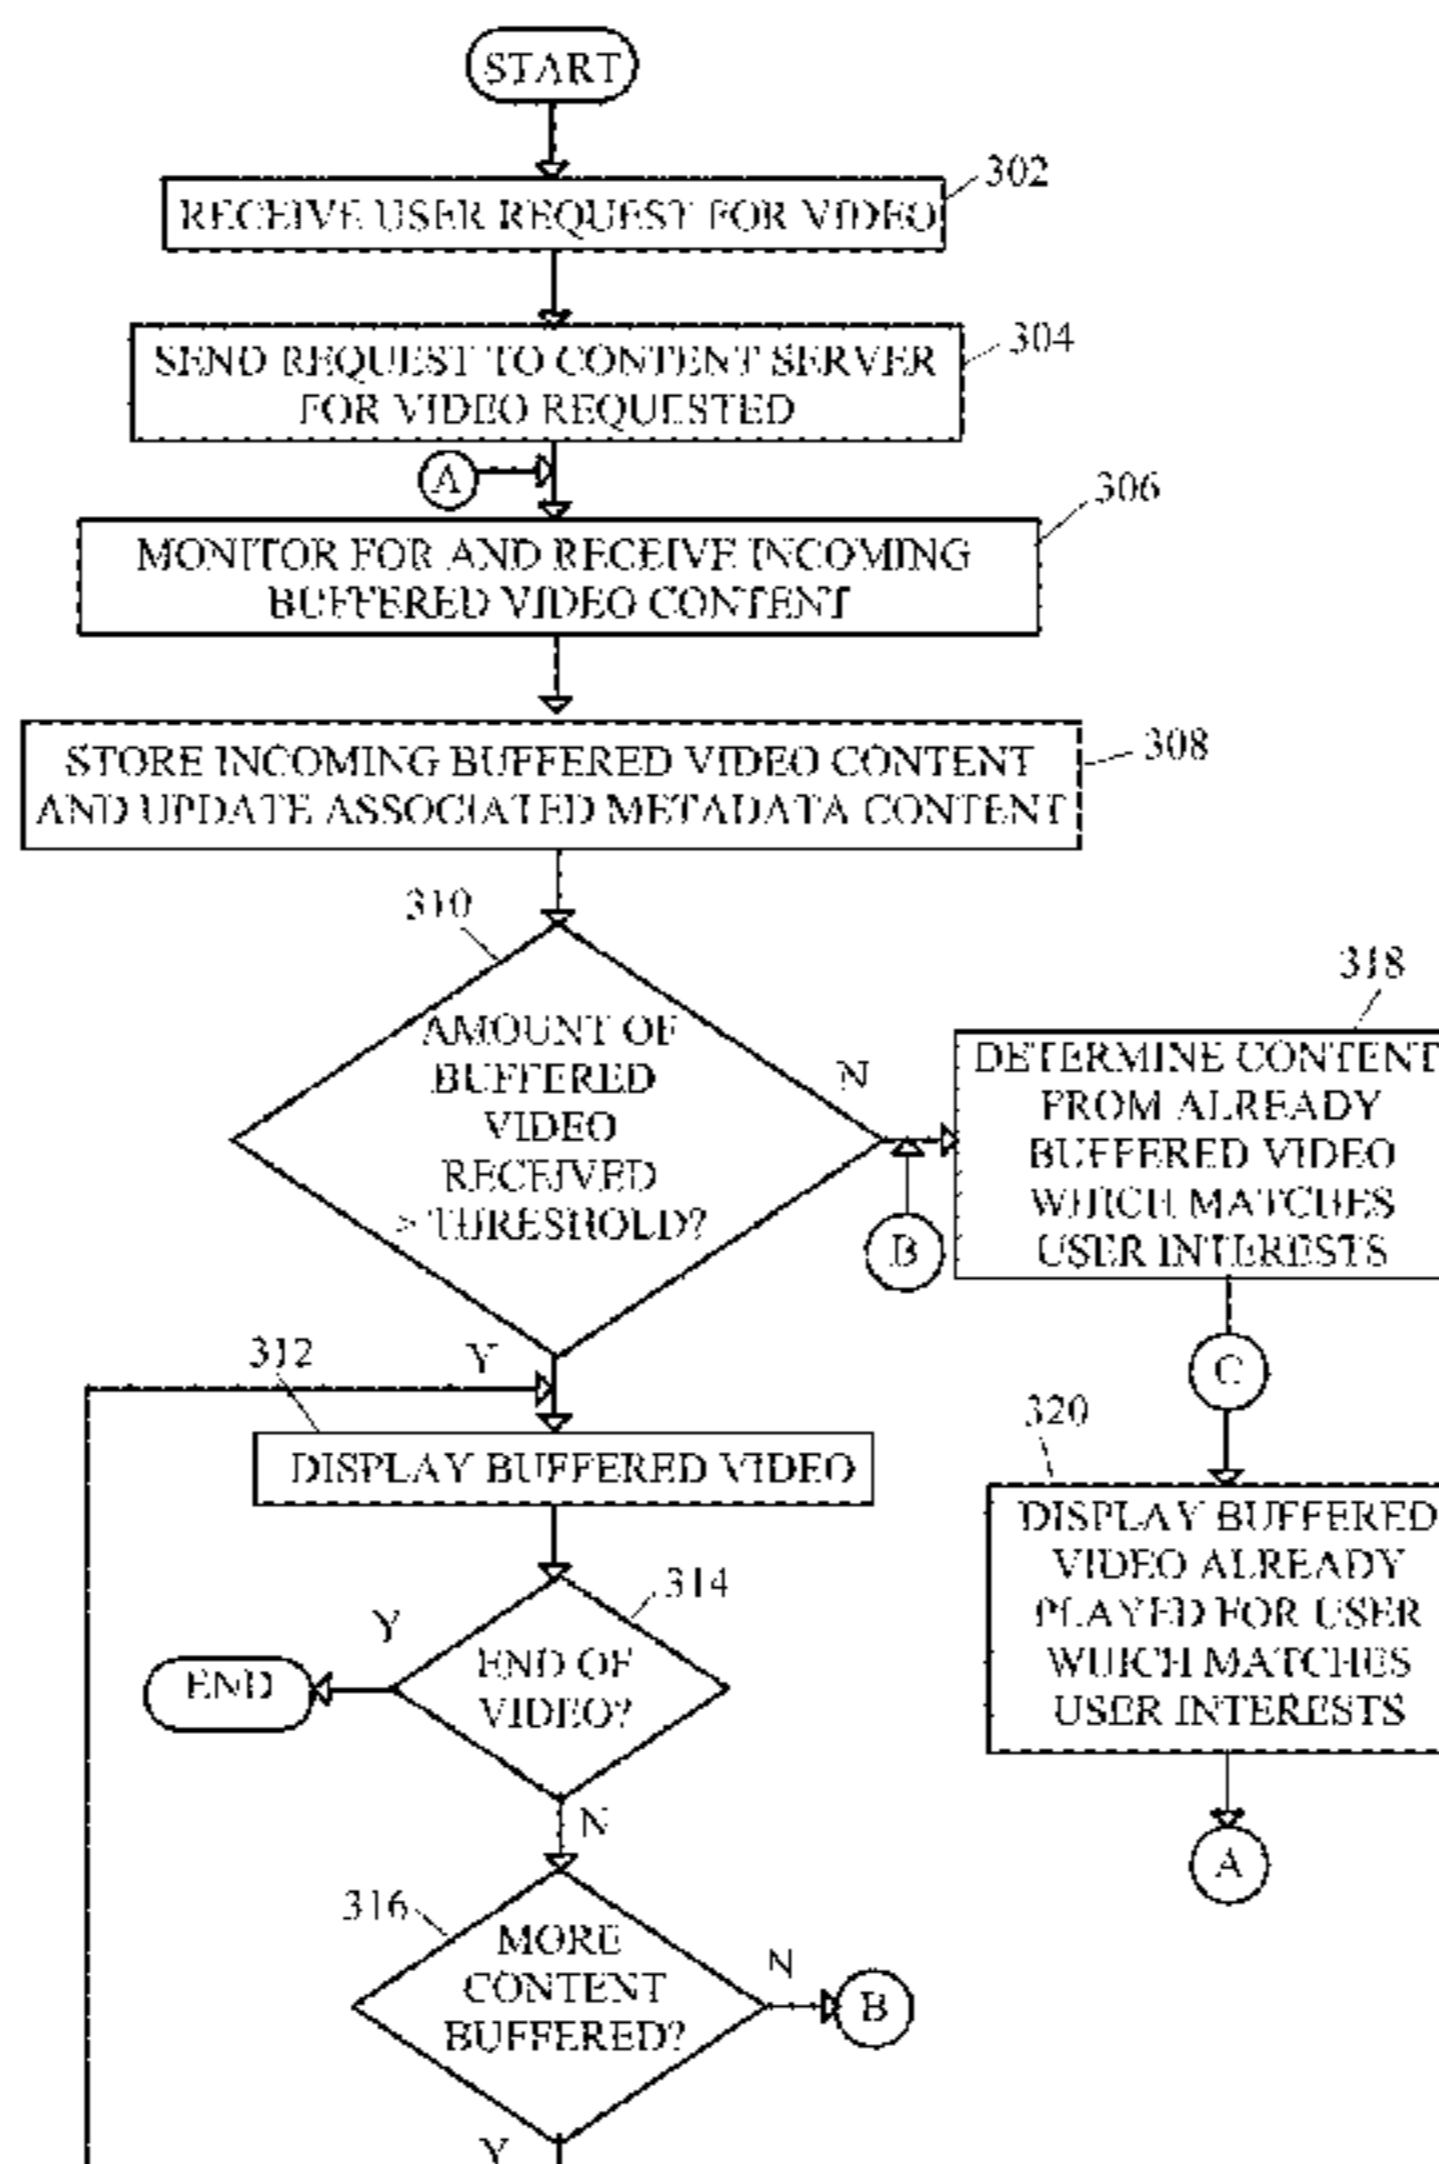 START
302
RECEIVE USER REQUEST FOR VIDEO
304
SEND REQUEST TO CONTENT SERVER
FOR VIDEO REQUESTED
A
306
MONITOR FOR AND RECEIVE INCOMING
BUFFERED VIDEO CONTENT
308
STORE INCOMING BUFFERED VIDEO CONTENT
AND UPDATE ASSOCIATED METADATA CONTENT
310
AMOUNT OF
BUFFERED
VIDEO
RECEIVED
> THRESHOLD?
N
B
318
DETERMINE CONTENT
FROM ALREADY
BUFFERED VIDEO
WHICH MATCHES
USER INTERESTS
C
Y
312
DISPLAY BUFFERED VIDEO
320
DISPLAY BUFFERED
VIDEO ALREADY
PLAYED FOR USER
WHICH MATCHES
USER INTERESTS
A
314
END OF
VIDEO?
Y
END
N
316
MORE
CONTENT
BUFFERED?
N
B
Y